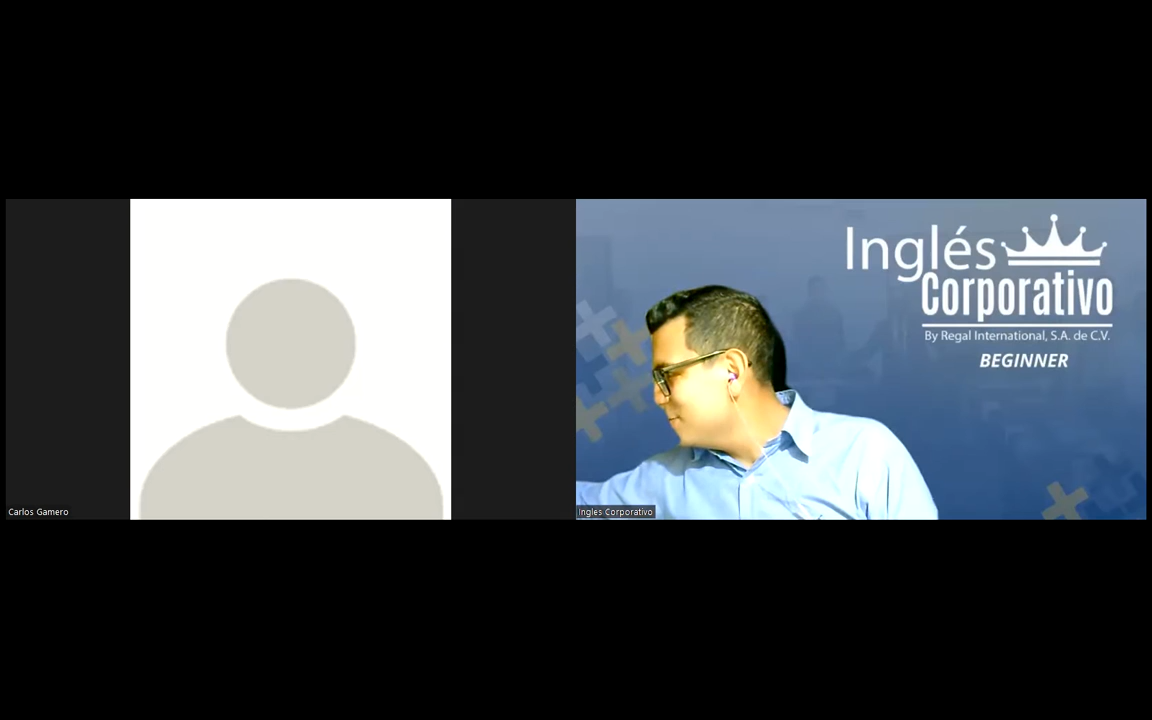 Inglés
Corporativo
By Regal International, S.A. de C.V.
BEGINNER
Carlos Gamero
Ingles Corporativo